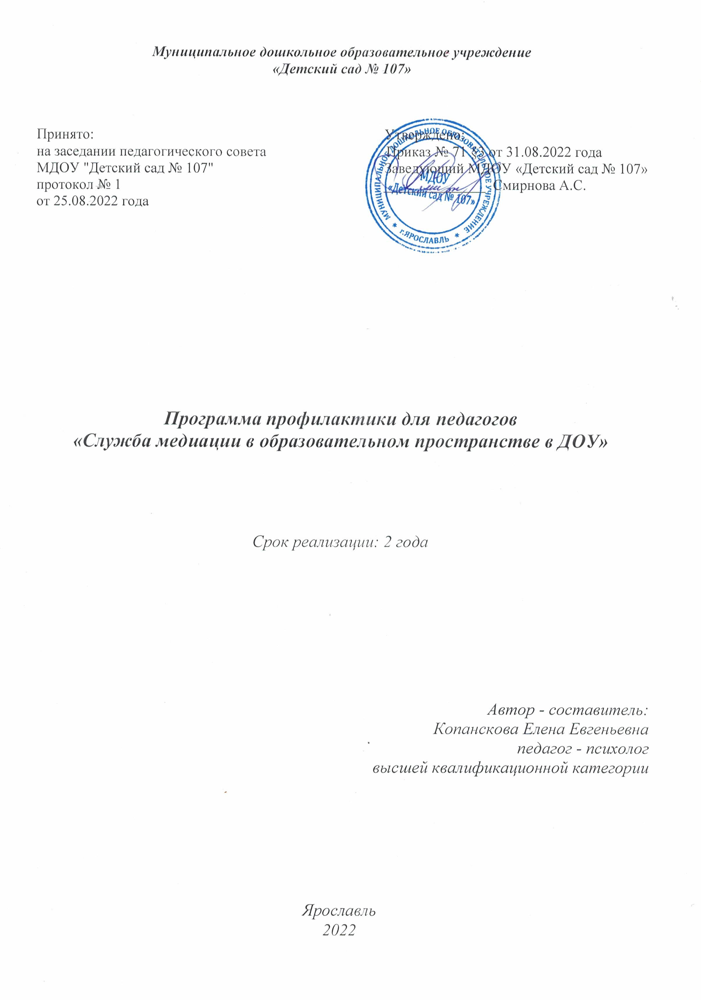 Муниципальное дошкольное образовательное учреждение
«Детский сад № 107»
Принято:
на заседании педагогического совета
МДОУ "Детский сад № 107"
протокол № 1
от 25.08.2022 года
Утверждено:
Приказ № 71 §3 от 31.08.2022 года
Заведующий МДОУ «Детский сад № 107»
Смирнова А.С.
МУНИЦИПАЛЬНОЕ ДОШКОЛЬНОЕ ОБРАЗОВАТЕЛЬНОЕ УЧРЕЖДЕНИЕ
* г.ЯРОСЛАВЛЬ *
МДОУ
«Детский сад № 107»
Программа профилактики для педагогов
«Служба медиации в образовательном пространстве в ДОУ»
Срок реализации: 2 года
Автор - составитель:
Копанскова Елена Евгеньевна
педагог - психолог
высшей квалификационной категории
Ярославль
2022